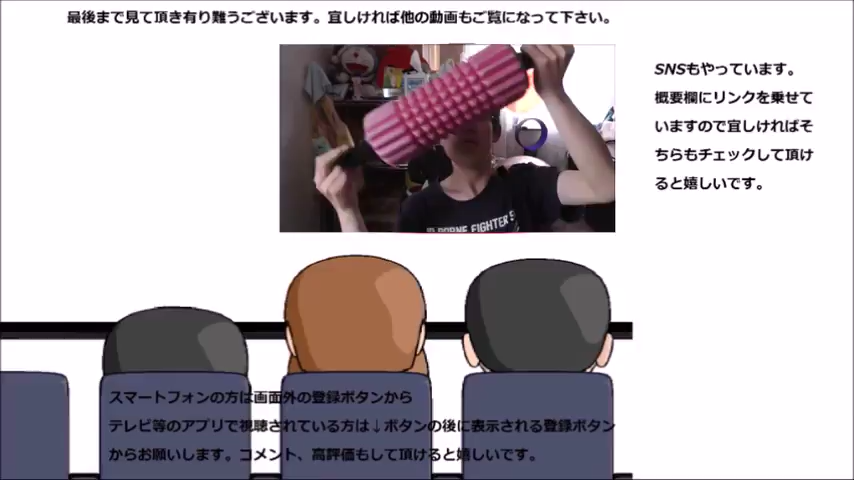 最後まで見て頂き有り難うございます。宜しければ他の動画もご覧になって下さい。
SNSもやっています。
概要欄にリンクを乗せて
いますので宜しければそ
ちらもチェックして頂け
ると嬉しいです。
BORNE FIGHTER
スマートフォンの方は画面外の登録ボタンから
テレビ等のアプリで視聴されている方は↓ボタンの後に表示される登録ボタン
からお願いします。コメント、高評価もして頂けると嬉しいです。